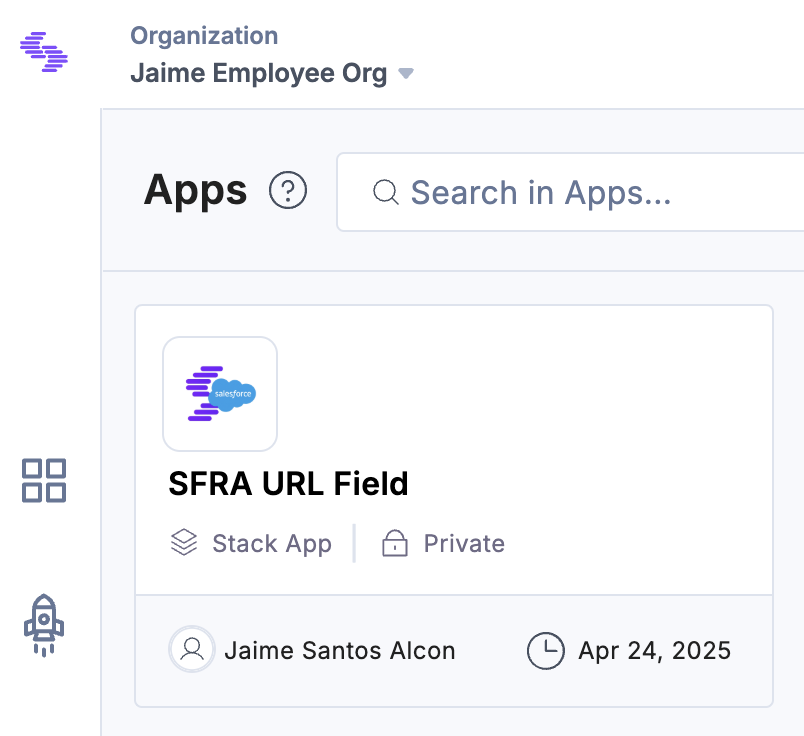 Organization
Jaime Employee Org
Apps
Search in Apps...
salesforce
SFRA URL Field
Stack App
Private
Jaime Santos Alcon
Apr 24, 2025